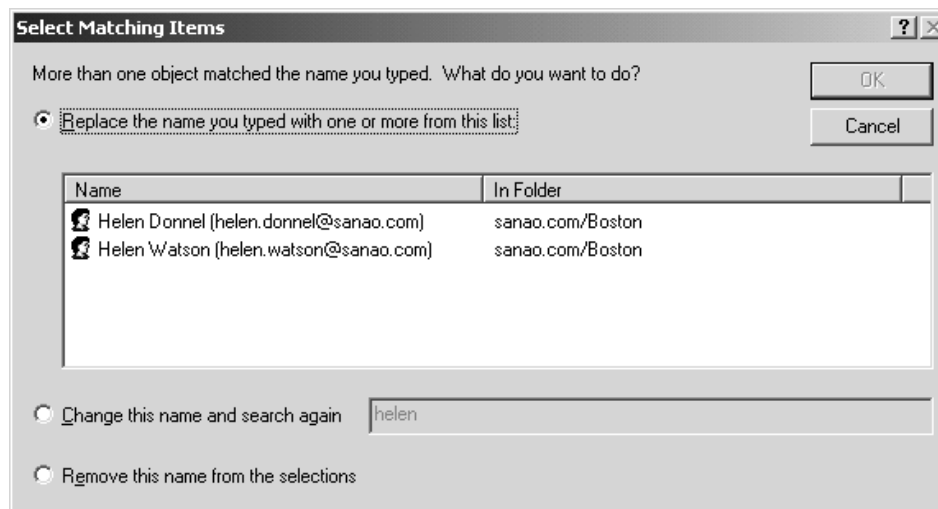 Select Matching Items
More than one object matched the name you typed. What do you want to do?
OK
Replace the name you typed with one or more from this list:
Cancel
Name In Folder
Helen Donnel (helen.donnel@sanao.com) sanao.com/Boston
Helen Watson (helen.watson@sanao.com) sanao.com/Boston
Change this name and search again helen
Remove this name from the selections